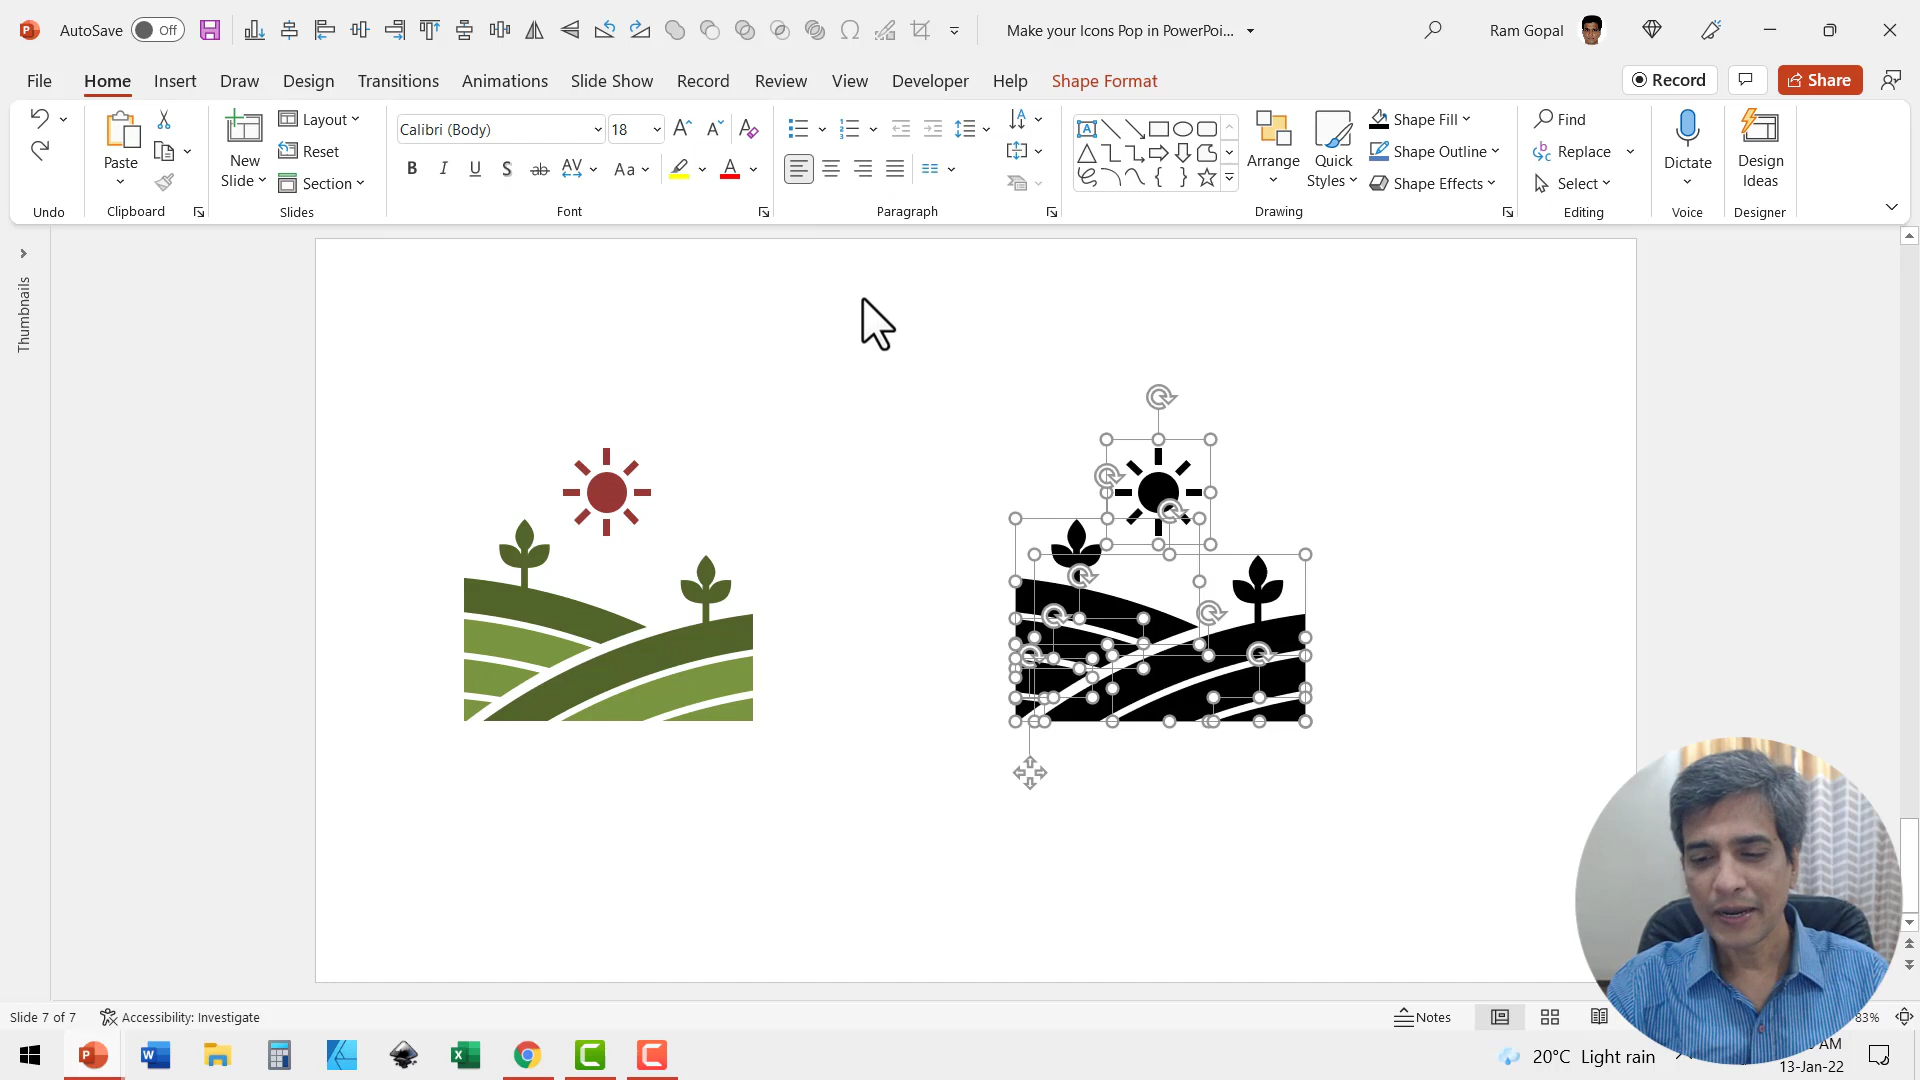 AutoSave Off
Make your Icons Pop in PowerPoi...
Ram Gopal
File Home Insert Draw Design Transitions Animations Slide Show Record Review View Developer Help Shape Format
Record
Share
Paste
New Slide
Layout
Reset
Section
Calibri (Body) 18
Arrange
Quick Styles
Shape Fill
Shape Outline
Shape Effects
Find
Replace
Select
Dictate
Design Ideas
Undo Clipboard Slides Font Paragraph Drawing Editing Voice Designer
Thumbnails
Slide 7 of 7 Accessibility: Investigate Notes 83%
20°C Light rain AM
13-Jan-22